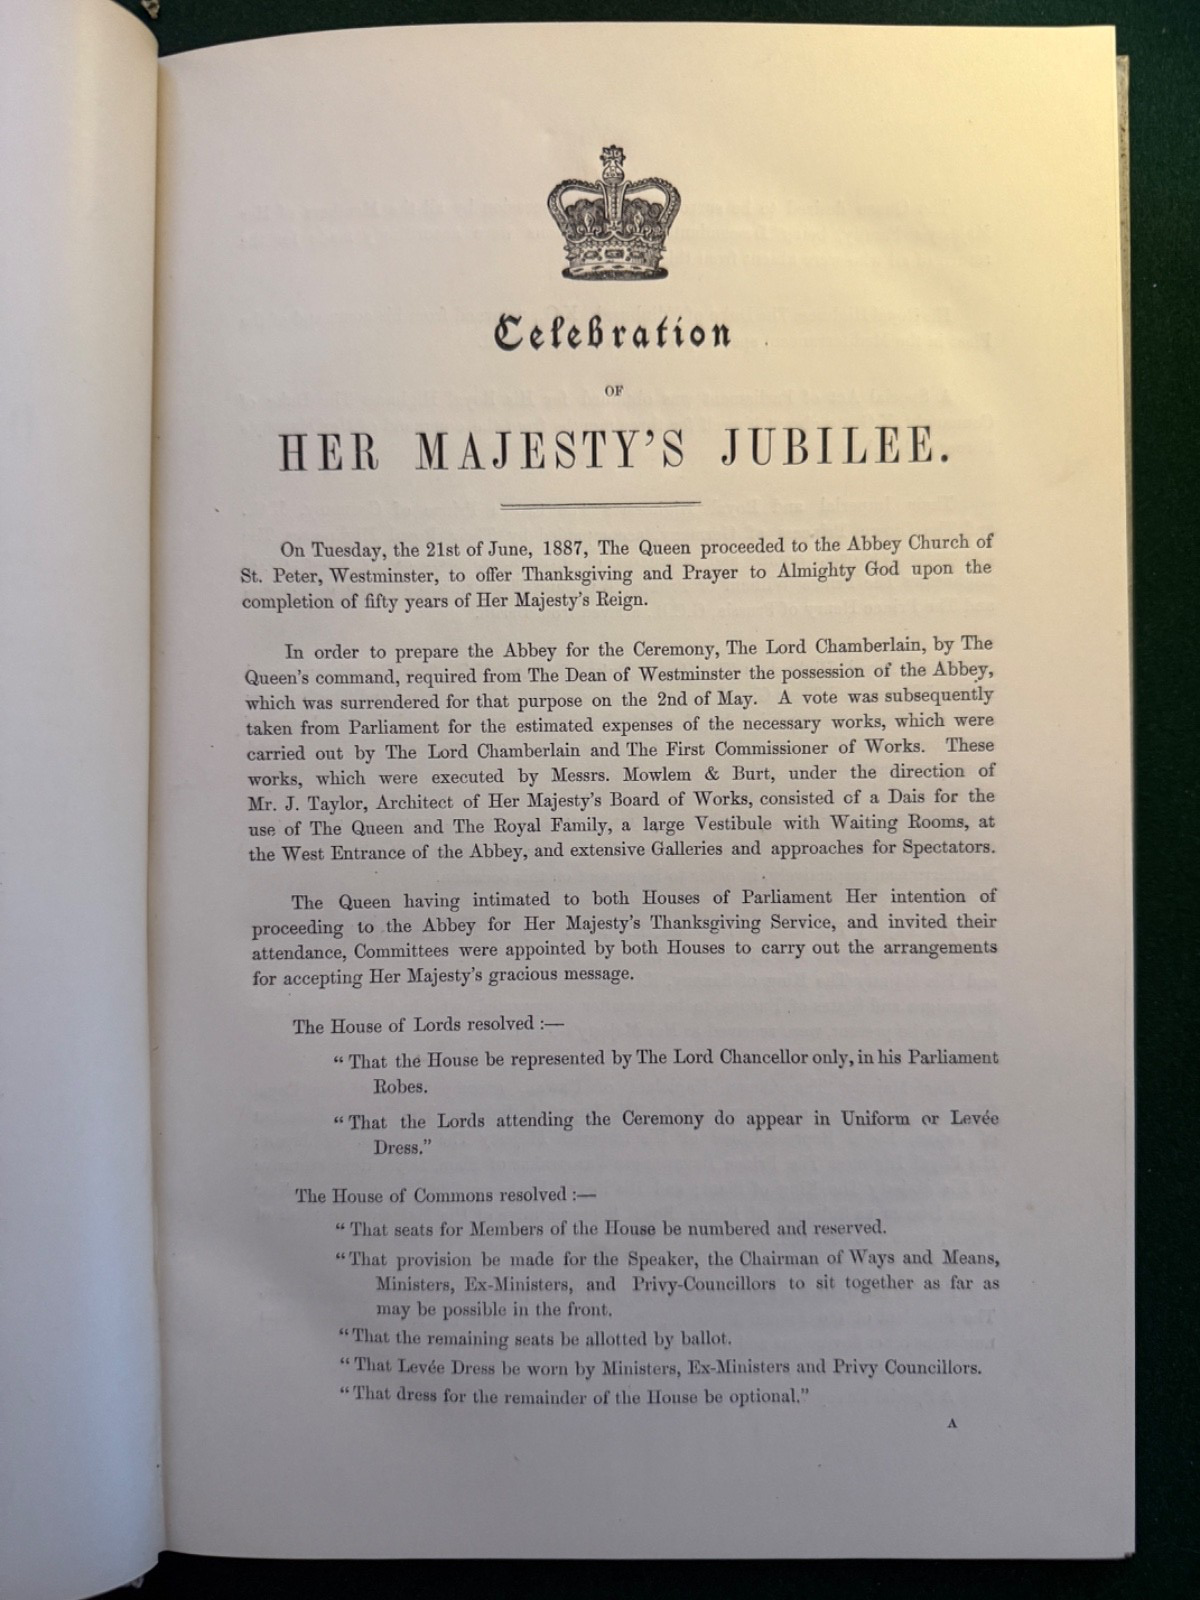 Celebration
OF
HER MAJESTY'S JUBILEE.
On Tuesday, the 21st of June, 1887, The Queen proceeded to the Abbey Church of
St. Peter, Westminster, to offer Thanksgiving and Prayer to Almighty God upon the
completion of fifty years of Her Majesty's Reign.
In order to prepare the Abbey for the Ceremony, The Lord Chamberlain, by The
Queen's command, required from The Dean of Westminster the possession of the Abbey,
which was surrendered for that purpose on the 2nd of May. A vote was subsequently
taken from Parliament for the estimated expenses of the necessary works, which were
carried out by The Lord Chamberlain and The First Commissioner of Works. These
works, which were executed by Messrs. Mowlem & Burt, under the direction of
Mr. J. Taylor, Architect of Her Majesty's Board of Works, consisted of a Dais for the
use of The Queen and The Royal Family, a large Vestibule with Waiting Rooms, at
the West Entrance of the Abbey, and extensive Galleries and approaches for Spectators.
The Queen having intimated to both Houses of Parliament Her intention of
proceeding to the Abbey for Her Majesty's Thanksgiving Service, and invited their
attendance, Committees were appointed by both Houses to carry out the arrangements
for accepting Her Majesty's gracious message.
The House of Lords resolved :—
"That the House be represented by The Lord Chancellor only, in his Parliament
Robes.
"That the Lords attending the Ceremony do appear in Uniform or Levée
Dress."
The House of Commons resolved :—
"That seats for Members of the House be numbered and reserved.
"That provision be made for the Speaker, the Chairman of Ways and Means,
Ministers, Ex-Ministers, and Privy-Councillors to sit together as far as
may be possible in the front.
"That the remaining seats be allotted by ballot.
"That Levée Dress be worn by Ministers, Ex-Ministers and Privy Councillors.
"That dress for the remainder of the House be optional."
A